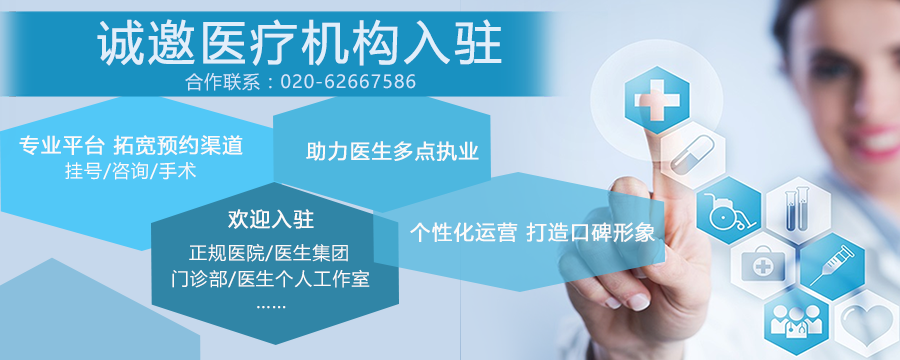 诚邀医疗机构入驻
合作联系：020-62667586
专业平台 拓宽预约渠道
挂号/咨询/手术
助力医生多点执业
欢迎入驻
正规医院/医生集团
门诊部/医生个人工作室
......
个性化运营 打造口碑形象